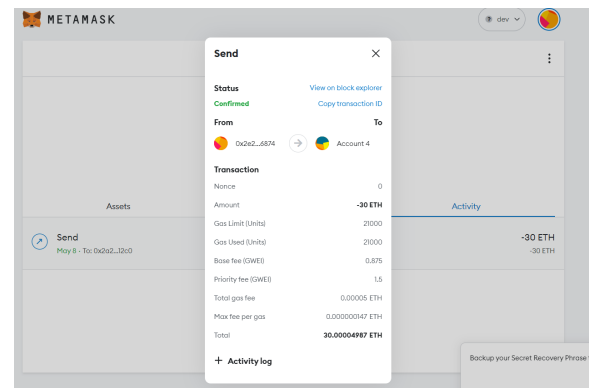 METAMASK
dev
Send
Status View on block explorer
Confirmed Copy transaction ID
From To
0x2e2...6874 Account 4
Transaction
Nonce 0
Amount -30 ETH
Gas Limit (Units) 21000
Gas Used (Units) 21000
Base fee (GWEI) 0.875
Priority fee (GWEI) 1.5
Total gas fee 0.00005 ETH
Max fee per gas 0.000000147 ETH
Total 30.00004987 ETH
+ Activity log
Assets Activity
Send -30 ETH
May 8 · To: 0x2a2...12c0 -30 ETH
Backup your Secret Recovery Phrase